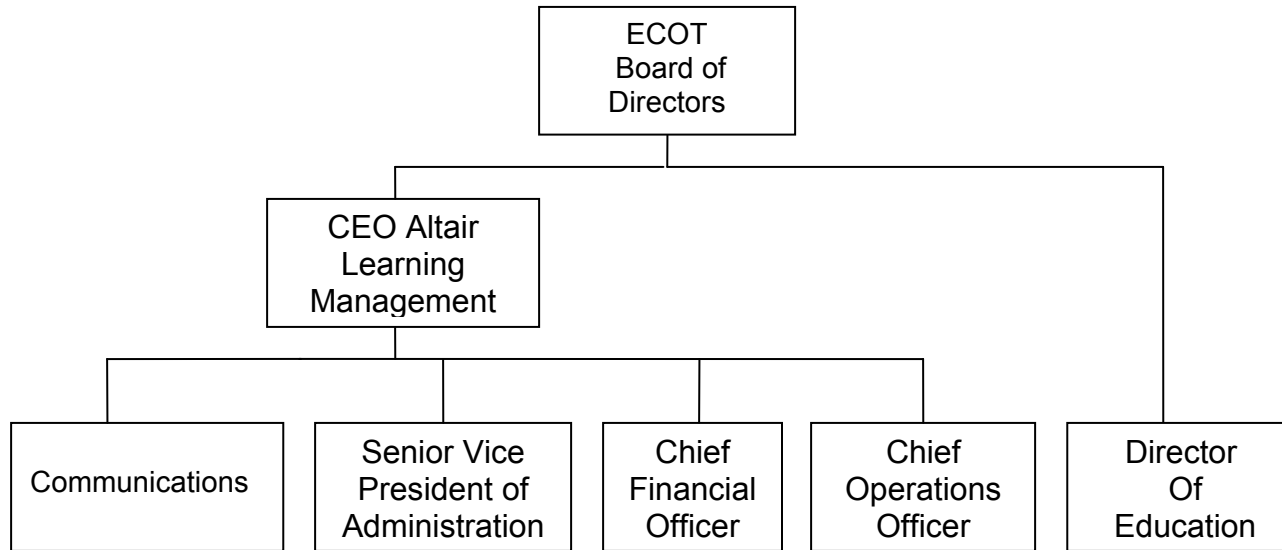 ECOT
Board of
Directors
CEO Altair
Learning
Management
Communications
Senior Vice
President of
Administration
Chief
Financial
Officer
Chief
Operations
Officer
Director
Of
Education